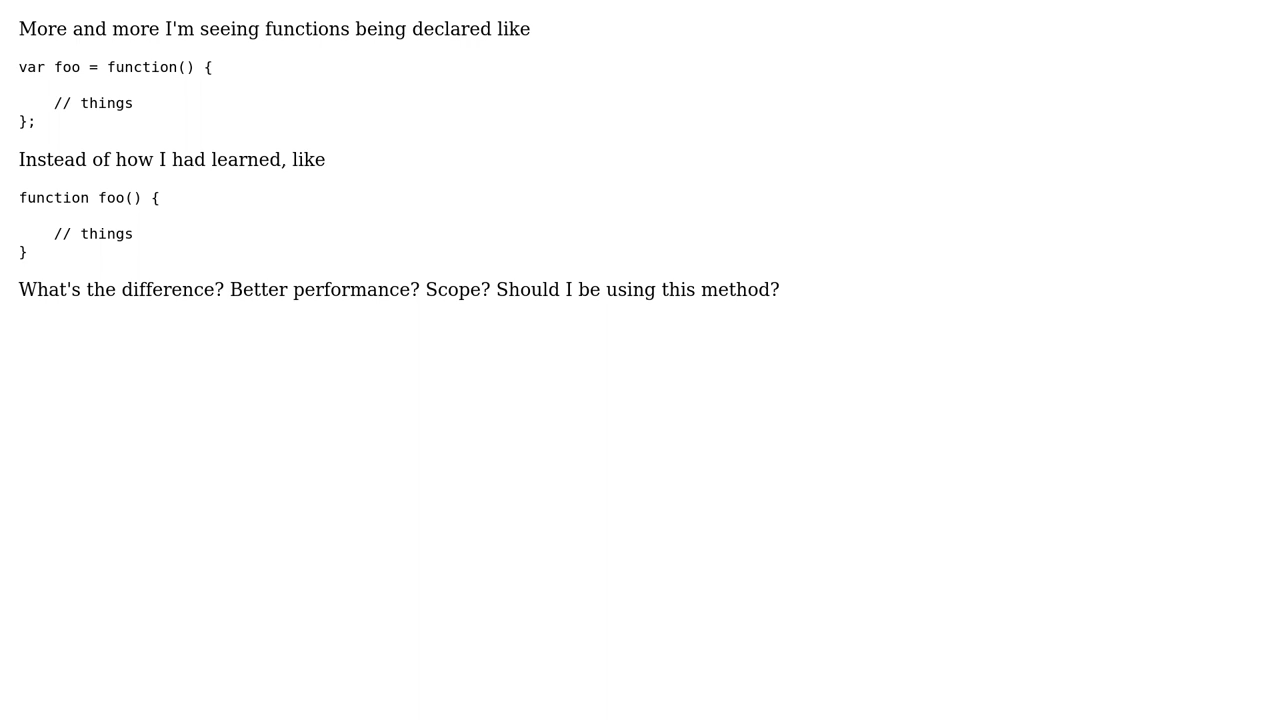 More and more I'm seeing functions being declared like
var foo = function() {
    // things
};
Instead of how I had learned, like
function foo() {
    // things
}
What's the difference? Better performance? Scope? Should I be using this method?